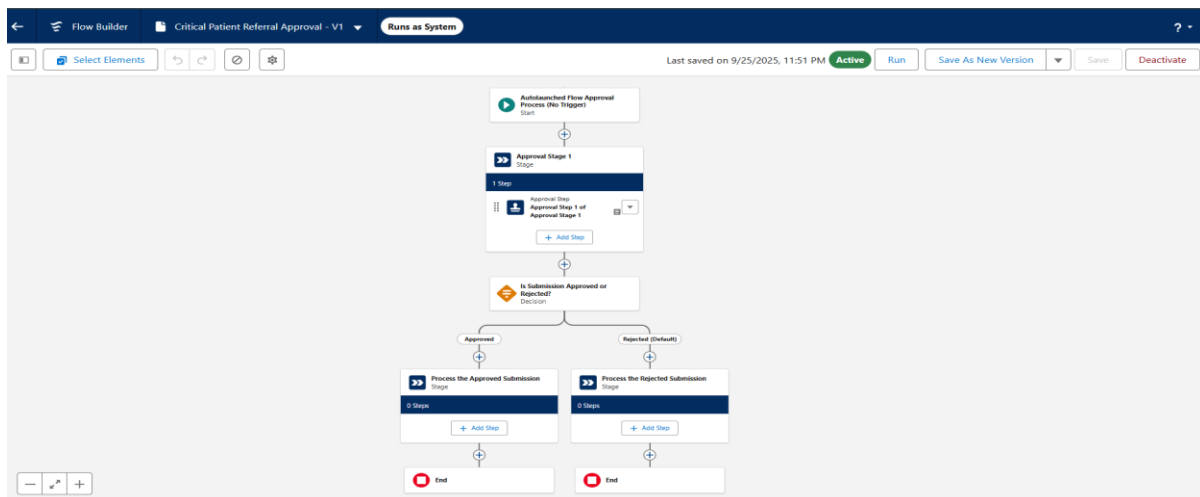 Flow Builder
Critical Patient Referral Approval - V1
Runs as System
?
Select Elements
Last saved on 9/25/2025, 11:51 PM
Active
Run
Save As New Version
Save
Deactivate
Autolaunched Flow Approval
Process (No Trigger)
Start
Approval Stage 1
Stage
1 Step
Approval Step
Approval Step 1 of
Approval Stage 1
+ Add Step
Is Submission Approved or
Rejected?
Decision
Approved
Rejected (Default)
Process the Approved Submission
Stage
0 Steps
+ Add Step
End
Process the Rejected Submission
Stage
0 Steps
+ Add Step
End